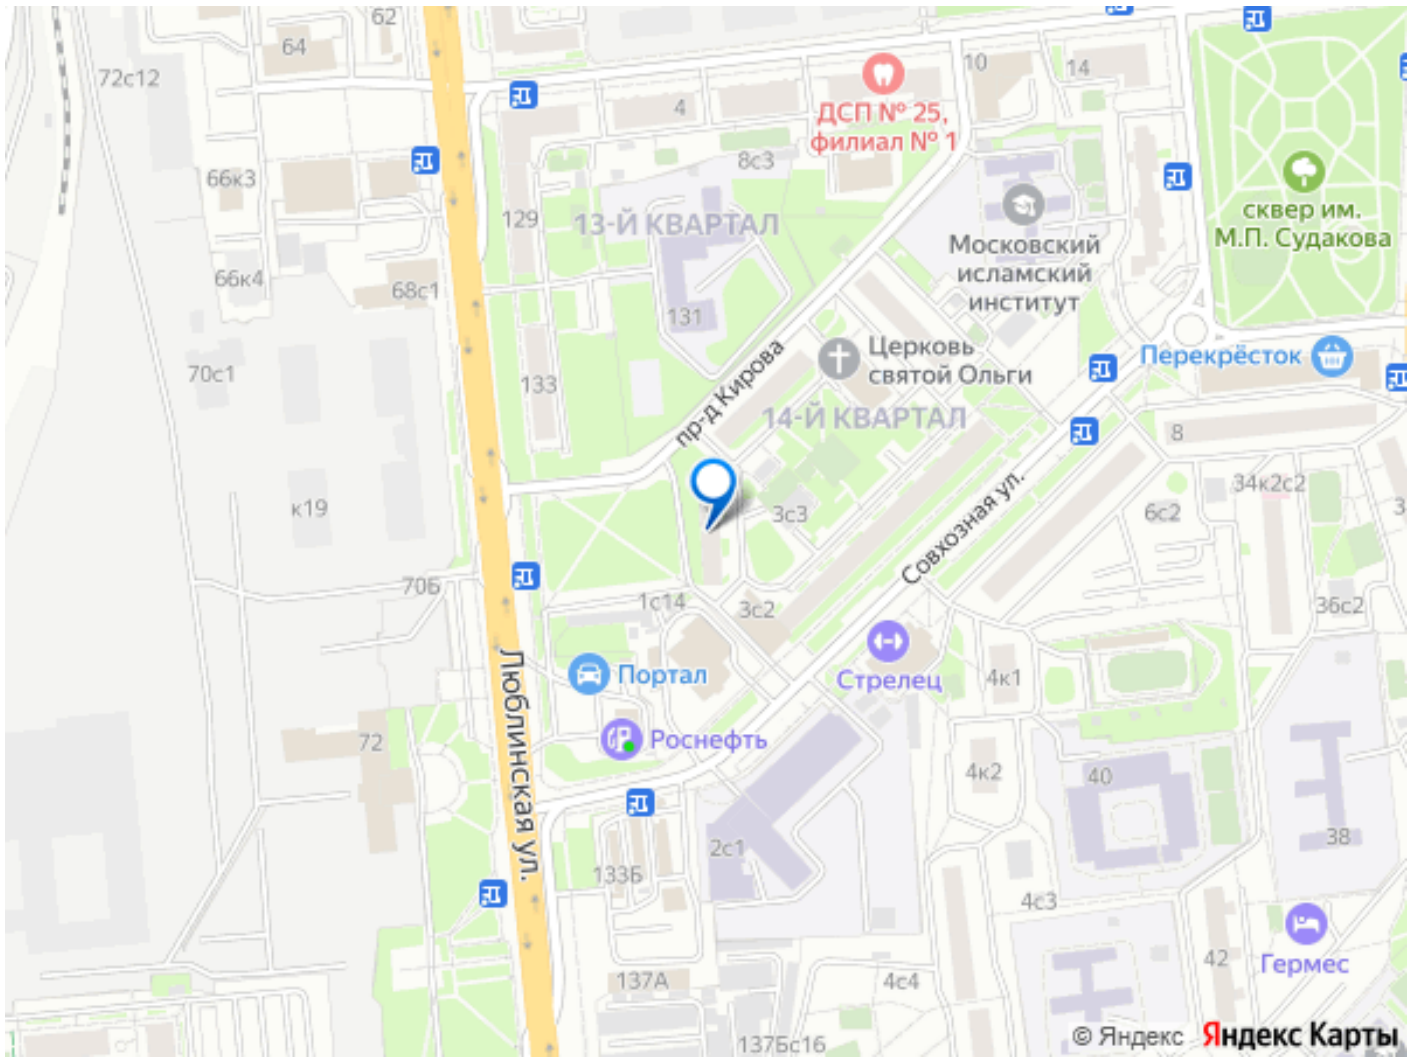 62
64
72с12
10
14
4
ДСП № 25,
филиал № 1
8с3
66к3
129
13-Й КВАРТАЛ
сквер им.
М.П. Судакова
Московский
исламский
институт
66к4
68с1
131
Церковь
святой Ольги
Перекрёсток
70с1
133
пр-д Кирова
14-Й КВАРТАЛ
8
34к2с2
к19
3с3
6с2
3
Совхозная ул.
70Б
1с14
3с2
36с2
Портал
Стрелец
4к1
Люблинская ул.
Роснефть
72
4к2
40
38
2с1
133Б
4с3
42
Гермес
137А
4с4
137Бс16
© Яндекс
Яндекс Карты